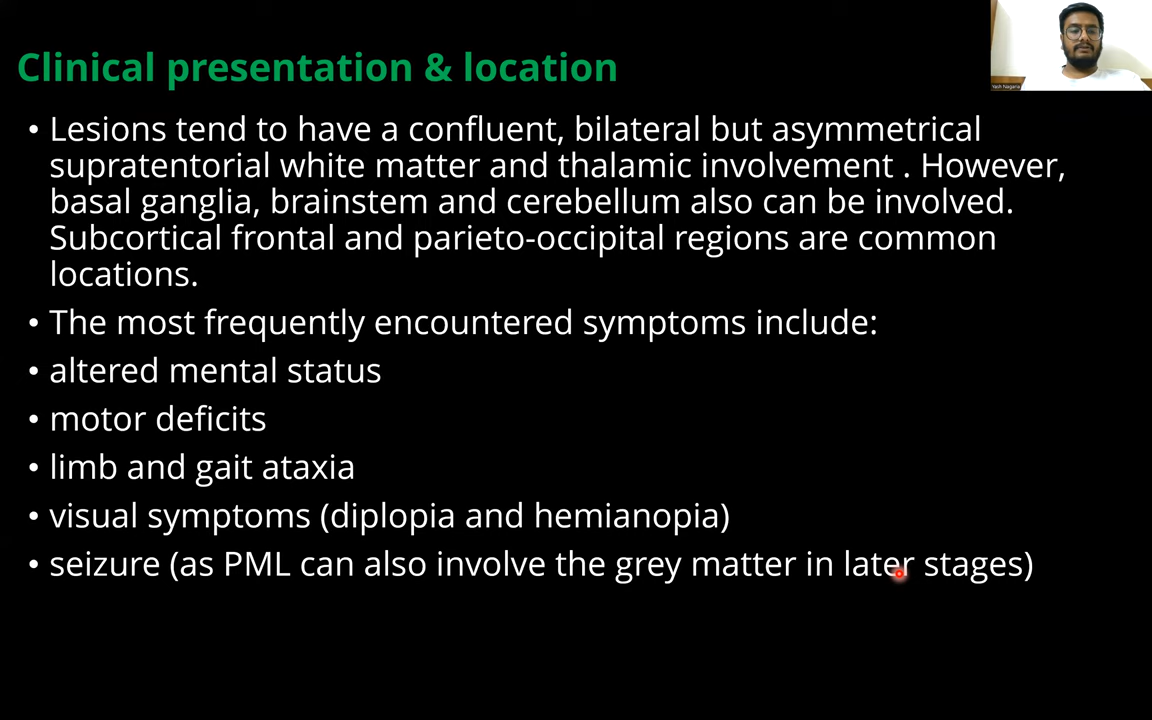 Clinical presentation & location
• Lesions tend to have a confluent, bilateral but asymmetrical
supratentorial white matter and thalamic involvement . However,
basal ganglia, brainstem and cerebellum also can be involved.
Subcortical frontal and parieto-occipital regions are common
locations.
• The most frequently encountered symptoms include:
• altered mental status
• motor deficits
• limb and gait ataxia
• visual symptoms (diplopia and hemianopia)
• seizure (as PML can also involve the grey matter in later stages)